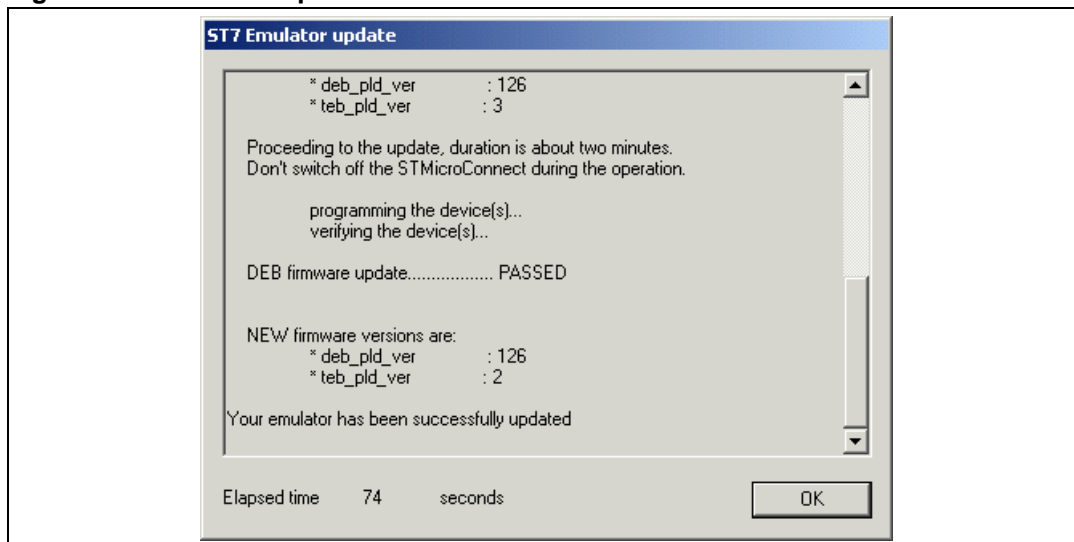 ST7 Emulator update
* deb_pld_ver : 126
* teb_pld_ver : 3
Proceeding to the update, duration is about two minutes.
Don't switch off the STMicroConnect during the operation.
programming the device(s)...
verifying the device(s)...
DEB firmware update.................. PASSED
NEW firmware versions are:
* deb_pld_ver : 126
* teb_pld_ver : 2
Your emulator has been successfully updated
Elapsed time 74 seconds
OK